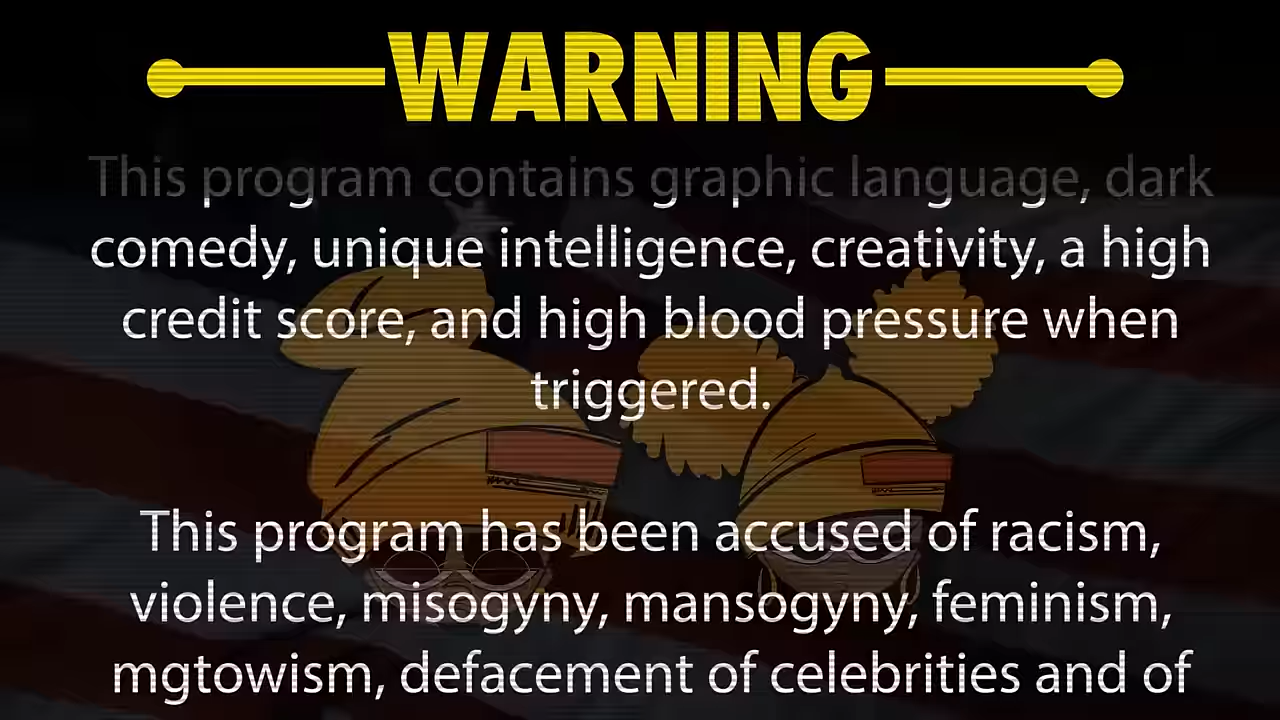 WARNING
This program contains graphic language, dark
comedy, unique intelligence, creativity, a high
credit score, and high blood pressure when
triggered.
This program has been accused of racism,
violence, misogyny, mansogyny, feminism,
mgtowism, defacement of celebrities and of